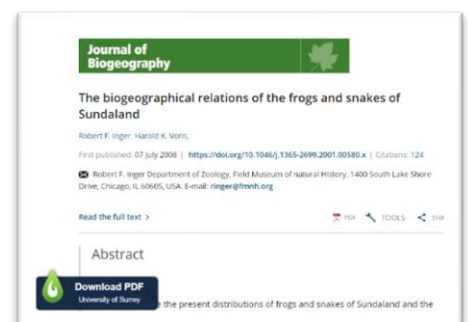 Journal of
Biogeography
The biogeographical relations of the frogs and snakes of
Sundaland
Robert F. Inger, Harold K. Voris,
First published: 07 July 2008 | https://doi.org/10.1046/j.1365-2699.2001.00580.x | Citations: 124
Robert F. Inger Department of Zoology, Field Museum of natural History, 1400 South Lake Shore
Drive, Chicago, IL 60605, USA. E-mail: ringer@fmnh.org
Read the full text > PDF TOOLS
Abstract
Download PDF
University of Surrey
the present distributions of frogs and snakes of Sundaland and the